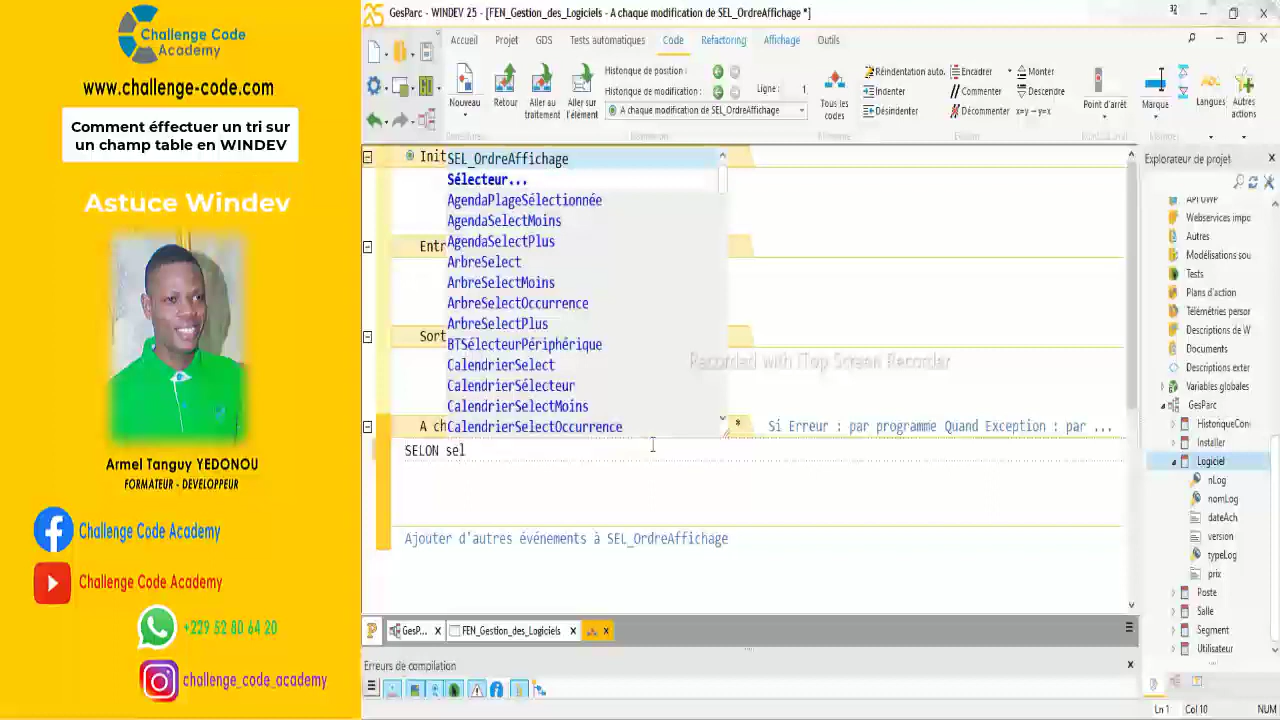 Challenge Code
Academy
www.challenge-code.com
Comment éffectuer un tri sur
un champ table en WINDEV
Astuce Windev
Armel Tanguy YEDONOU
FORMATEUR - DEVELOPPEUR
Challenge Code Academy
Challenge Code Academy
+229 52 80 64 20
challenge_code_academy
GesParc - WINDEV 25 - [FEN_Gestion_des_Logiciels - A chaque modification de SEL_OrdreAffichage *]
Accueil Projet GDS Tests automatiques Code Refactoring Affichage Outils
Nouveau
Retour
Aller au
traitement
Aller sur
l'élément
Historique de position :
Historique de modification :
Ligne : 1
A chaque modification de SEL_OrdreAffichage
Tous les
codes
Réindentation auto.
Indenter
Désindenter
Encadrer
Commenter
Décommenter
Monter
Descendre
x=y→y=x
Point d'arrêt
Marque
Langues
Autres
actions
Init
SEL_OrdreAffichage
Sélecteur...
AgendaPlageSélectionnée
AgendaSelectMoins
AgendaSelectPlus
Entr
ArbreSelect
ArbreSelectMoins
ArbreSelectOccurrence
ArbreSelectPlus
Sort
BTSélecteurPériphérique
CalendrierSelect
CalendrierSélecteur
CalendrierSelectMoins
CalendrierSelectOccurrence
Recorded with iTop Screen Recorder
A ch
* Si Erreur : par programme Quand Exception : par ...
SELON sel
Ajouter d'autres événements à SEL_OrdreAffichage
GesP... x FEN_Gestion_des_Logiciels x x
Erreurs de compilation
Explorateur de projet
API UWP
Webservices impo
Autres
Modélisations sou
Tests
Plans d'action
Télémétries projet
Descriptions de W
Documents
Descriptions exter
Variables globales
GesParc
HistoriqueCon
Installer
Logiciel
nLog
nomLog
dateAch
version
typeLog
prix
Poste
Salle
Segment
Utilisateur
Ln 1 Col 10 NUM